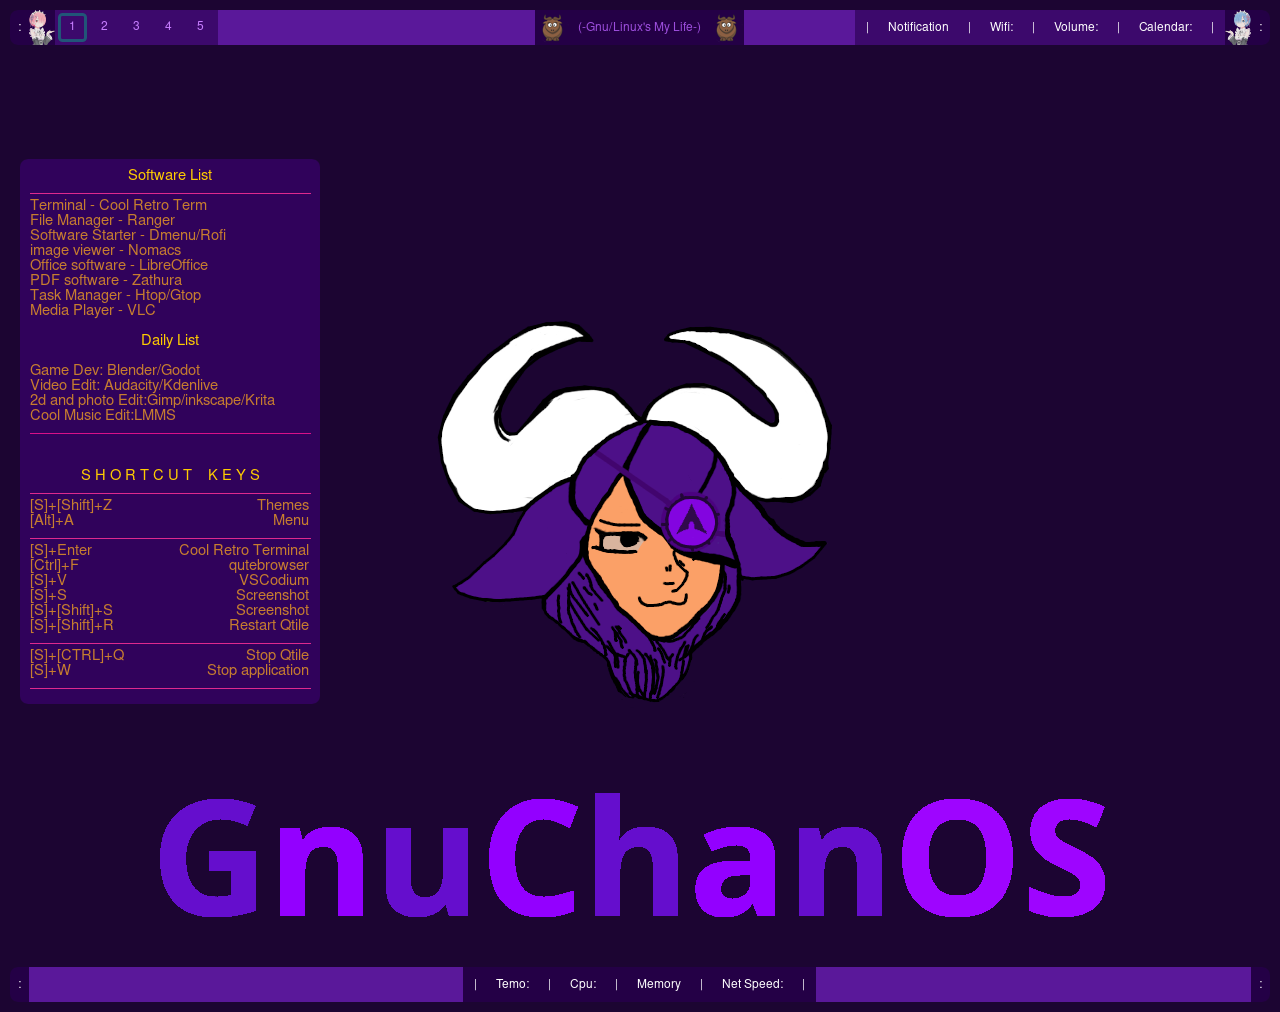 : 1 2 3 4 5 (-Gnu/Linux's My Life-) | Notification | Wifi: | Volume: | Calendar: | :
Software List
Terminal - Cool Retro Term
File Manager - Ranger
Software Starter - Dmenu/Rofi
image viewer - Nomacs
Office software - LibreOffice
PDF software - Zathura
Task Manager - Htop/Gtop
Media Player - VLC
Daily List
Game Dev: Blender/Godot
Video Edit: Audacity/Kdenlive
2d and photo Edit:Gimp/inkscape/Krita
Cool Music Edit:LMMS
SHORTCUT KEYS
[S]+[Shift]+Z Themes
[Alt]+A Menu
[S]+Enter Cool Retro Terminal
[Ctrl]+F qutebrowser
[S]+V VSCodium
[S]+S Screenshot
[S]+[Shift]+S Screenshot
[S]+[Shift]+R Restart Qtile
[S]+[CTRL]+Q Stop Qtile
[S]+W Stop application
GnuChanOS
: | Temo: | Cpu: | Memory | Net Speed: | :